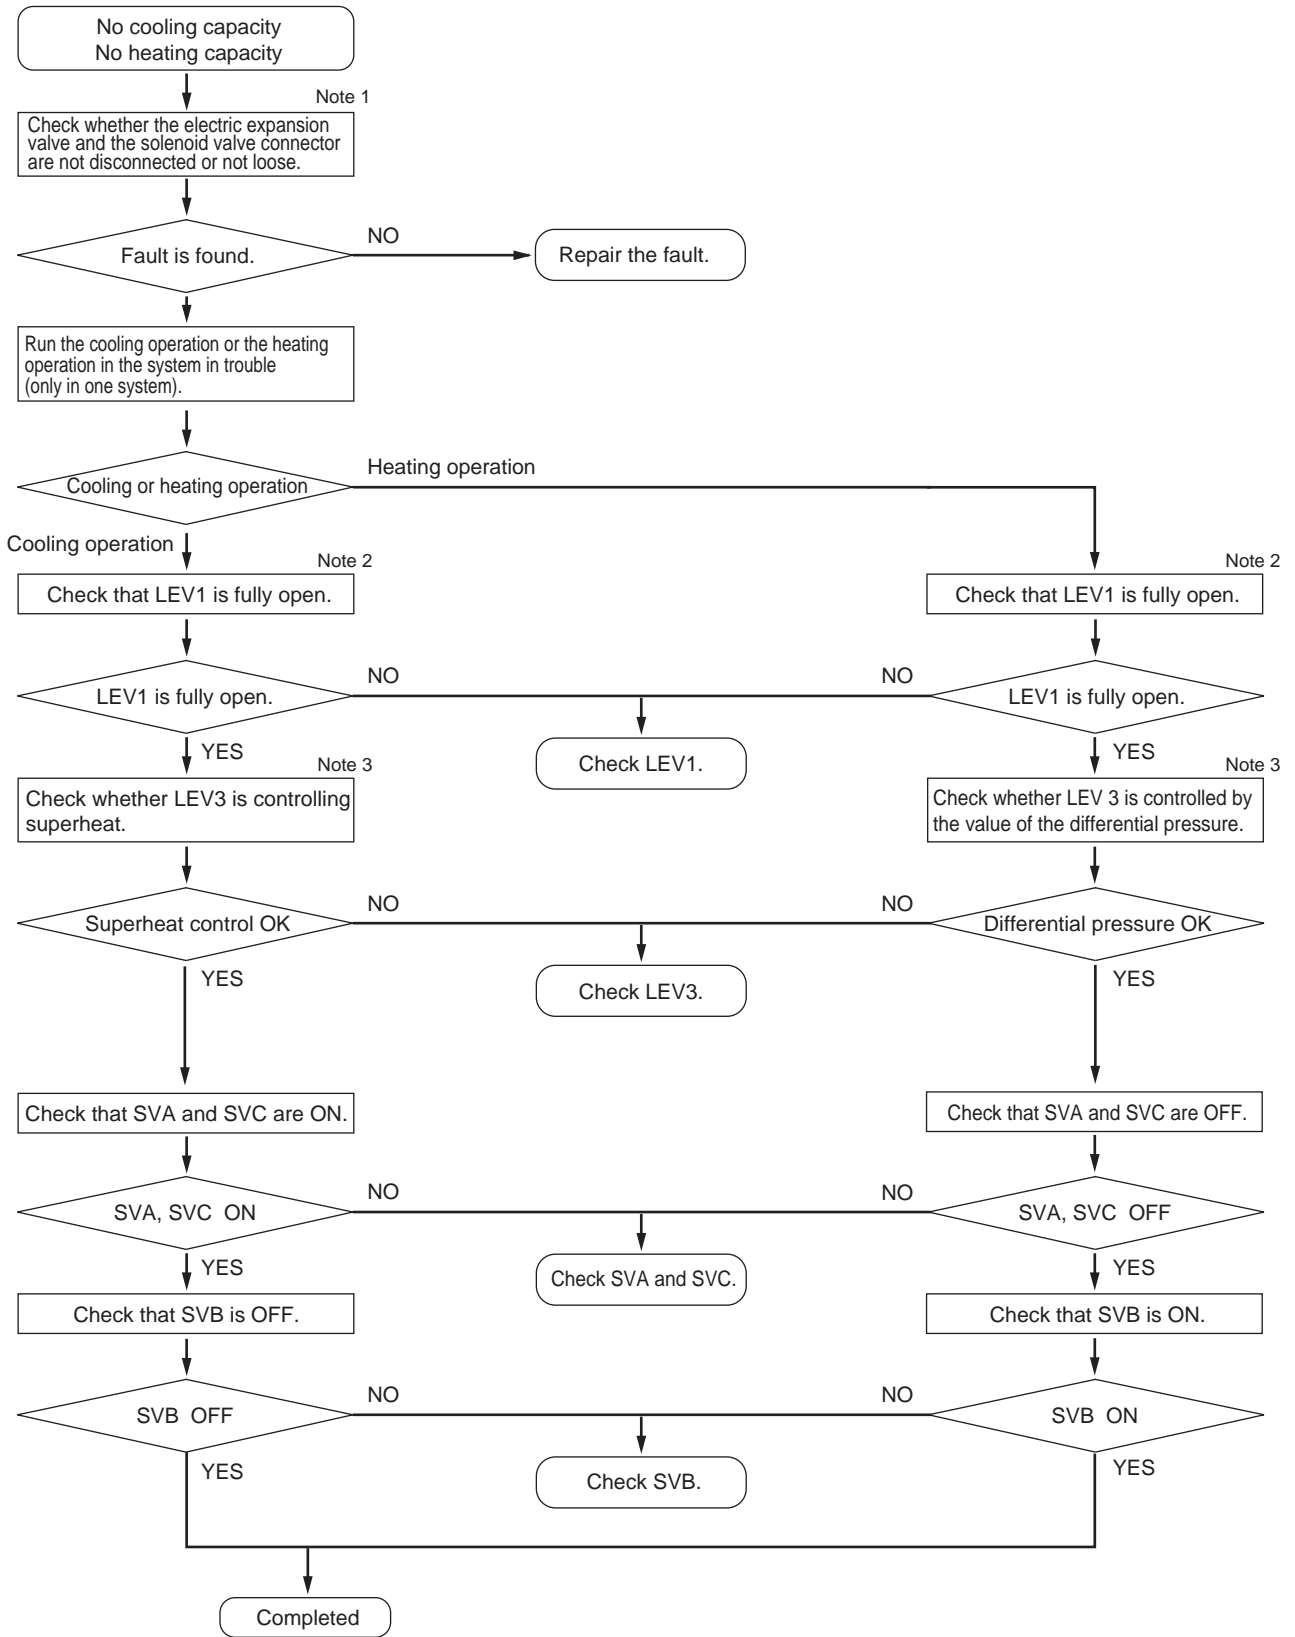 No cooling capacity
No heating capacity
Note 1
Check whether the electric expansion
valve and the solenoid valve connector
are not disconnected or not loose.
Fault is found.
NO
Repair the fault.
Run the cooling operation or the heating
operation in the system in trouble
(only in one system).
Cooling or heating operation
Heating operation
Cooling operation
Note 2
Note 2
Check that LEV1 is fully open.
Check that LEV1 is fully open.
LEV1 is fully open.
NO
NO
LEV1 is fully open.
Check LEV1.
YES
YES
Note 3
Note 3
Check whether LEV3 is controlling
superheat.
Check whether LEV 3 is controlled by
the value of the differential pressure.
Superheat control OK
NO
NO
Differential pressure OK
Check LEV3.
YES
YES
Check that SVA and SVC are ON.
Check that SVA and SVC are OFF.
SVA, SVC ON
NO
NO
SVA, SVC OFF
Check SVA and SVC.
YES
YES
Check that SVB is OFF.
Check that SVB is ON.
SVB OFF
NO
NO
SVB ON
Check SVB.
YES
YES
Completed